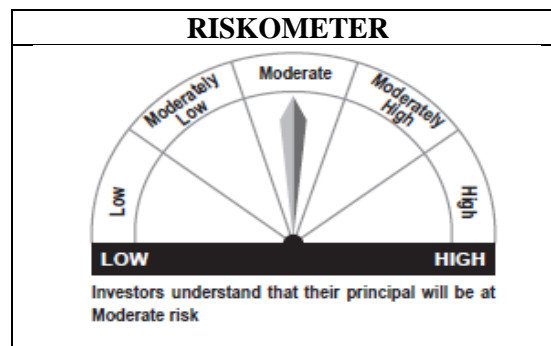 RISKOMETER
Moderate
Moderately
Low
Moderately
High
Low
High
LOW HIGH
Investors understand that their principal will be at
Moderate risk